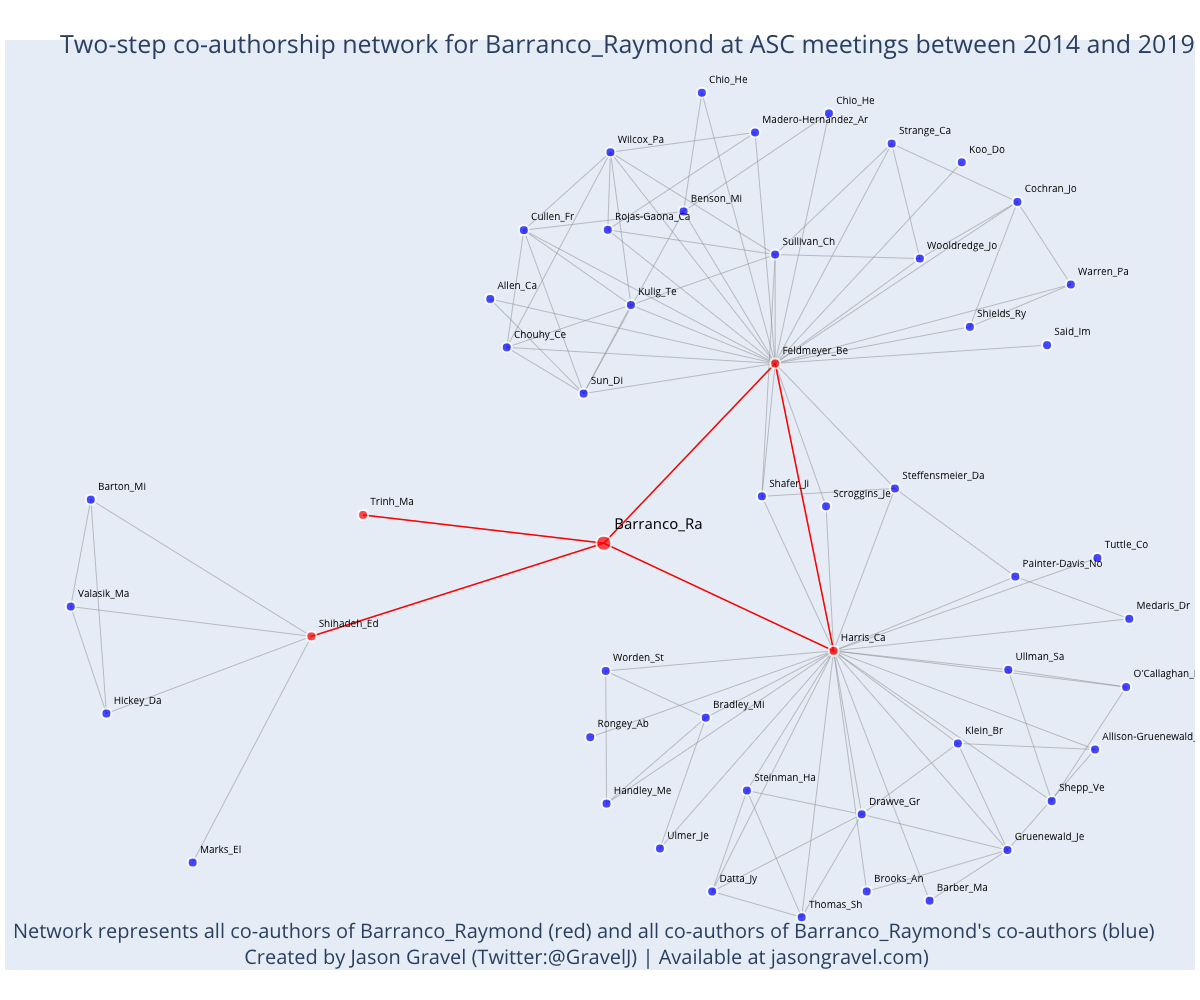 Two-step co-authorship network for Barranco_Raymond at ASC meetings between 2014 and 2019
Chio_He
Chio_He
Madero-Hernandez_Ar
Strange_Ca
Wilcox_Pa
Koo_Do
Cochran_Jo
Benson_Mi
Cullen_Fr
Rojas-Gaona_Ca
Sullivan_Ch
Wooldredge_Jo
Warren_Pa
Allen_Ca
Kulig_Te
Shields_Ry
Said_Im
Chouhy_Ce
Feldmeyer_Be
Sun_Di
Steffensmeier_Da
Shafer_Ji
Scroggins_Je
Barton_Mi
Trinh_Ma
Barranco_Ra
Tuttle_Co
Painter-Davis_No
Valasik_Ma
Medaris_Dr
Shihadeh_Ed
Harris_Ca
Worden_St
Ullman_Sa
O'Callaghan_
Hickey_Da
Bradley_Mi
Rongey_Ab
Klein_Br
Allison-Gruenewald_
Steinman_Ha
Handley_Me
Drawve_Gr
Shepp_Ve
Ulmer_Je
Gruenewald_Je
Marks_El
Datta_Jy
Brooks_An
Barber_Ma
Thomas_Sh
Network represents all co-authors of Barranco_Raymond (red) and all co-authors of Barranco_Raymond's co-authors (blue)
Created by Jason Gravel (Twitter:@GravelJ) | Available at jasongravel.com)